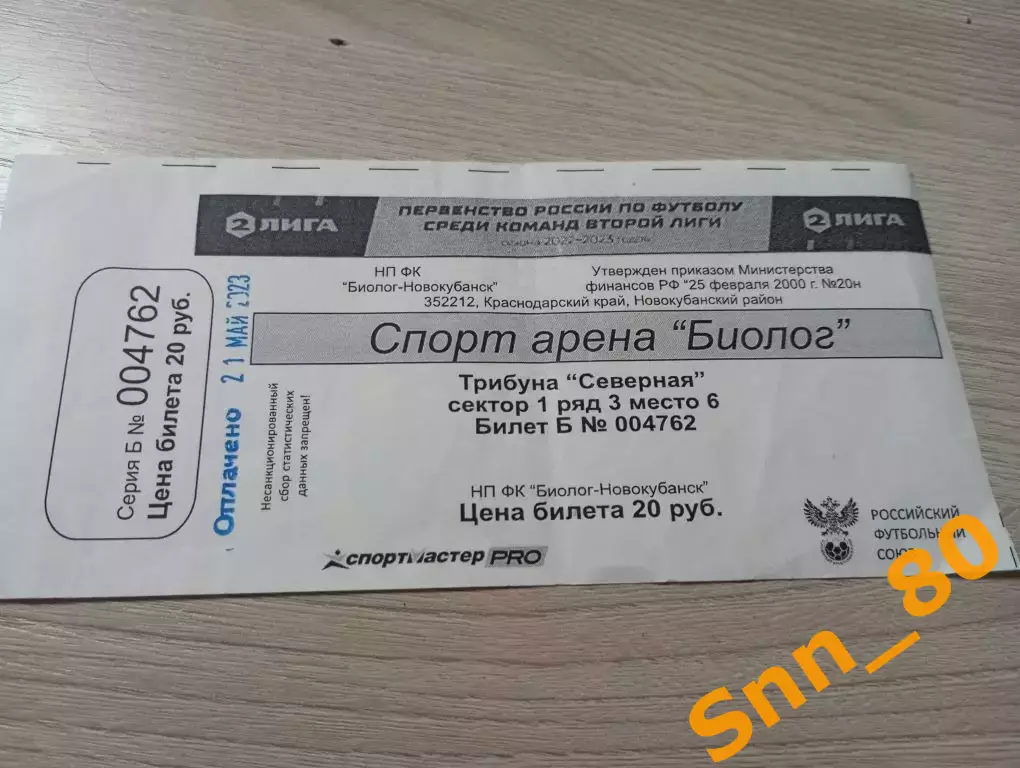 2 ЛИГА
ПЕРВЕНСТВО РОССИИ ПО ФУТБОЛУ
СРЕДИ КОМАНД ВТОРОЙ ЛИГИ
2022-2023
2 ЛИГА
НП ФК
"Биолог-Новокубанск"
Утвержден приказом Министерства
финансов РФ "25 февраля 2000 г. №20н
352212, Краснодарский край, Новокубанский район
Спорт арена "Биолог"
Трибуна "Северная"
сектор 1 ряд 3 место 6
Билет Б № 004762
НП ФК "Биолог-Новокубанск"
Цена билета 20 руб.
СПОРТМАСТЕР PRO
РОССИЙСКИЙ
ФУТБОЛЬНЫЙ
СОЮЗ
Серия Б № 004762
Цена билета 20 руб.
Оплачено 21 МАЙ 2023
Несанкционированный
сбор статистических
данных запрещен!
Snn_80